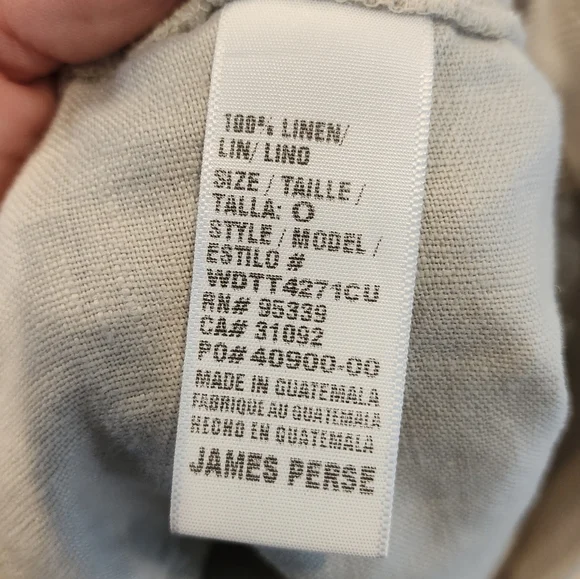 100% LINEN/
LIN/ LINO
SIZE / TAILLE /
TALLA: O
STYLE / MODEL /
ESTILO #
WDTT4271CU
RN# 95339
CA# 31092
PO# 40900-00
MADE IN GUATEMALA
FABRIQUE AU GUATEMALA
HECHO EN GUATEMALA
JAMES PERSE